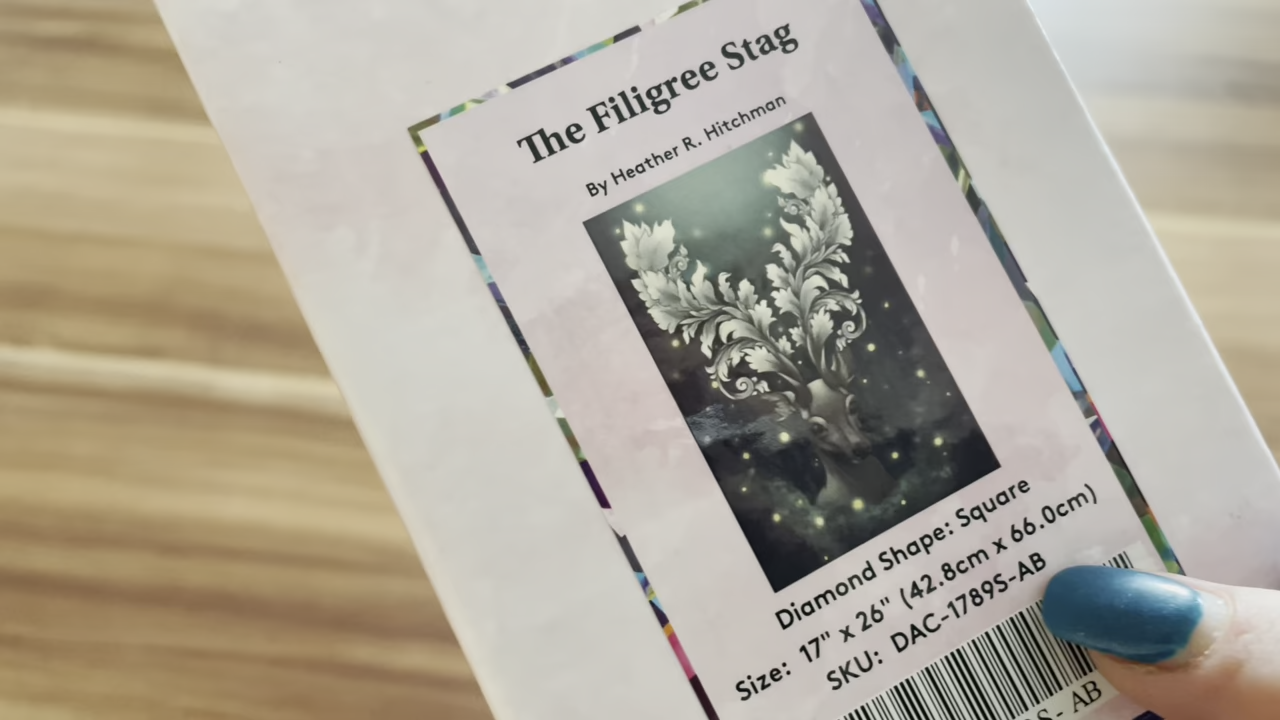 The Filigree Stag
By Heather R. Hitchman
Diamond Shape: Square
Size: 17" x 26" (42.8cm x 66.0cm)
SKU: DAC-1789S-AB
S- AB